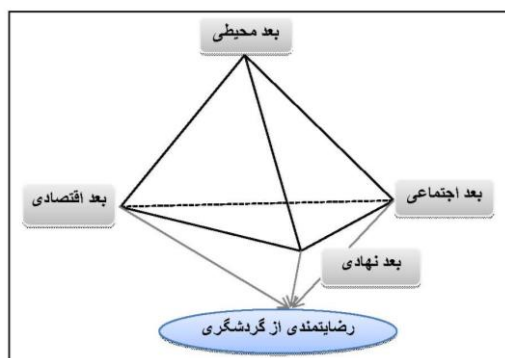 بعد محیطی
بعد اجتماعی
بعد اقتصادی
بعد نهادی
رضایتمندی از گردشگری